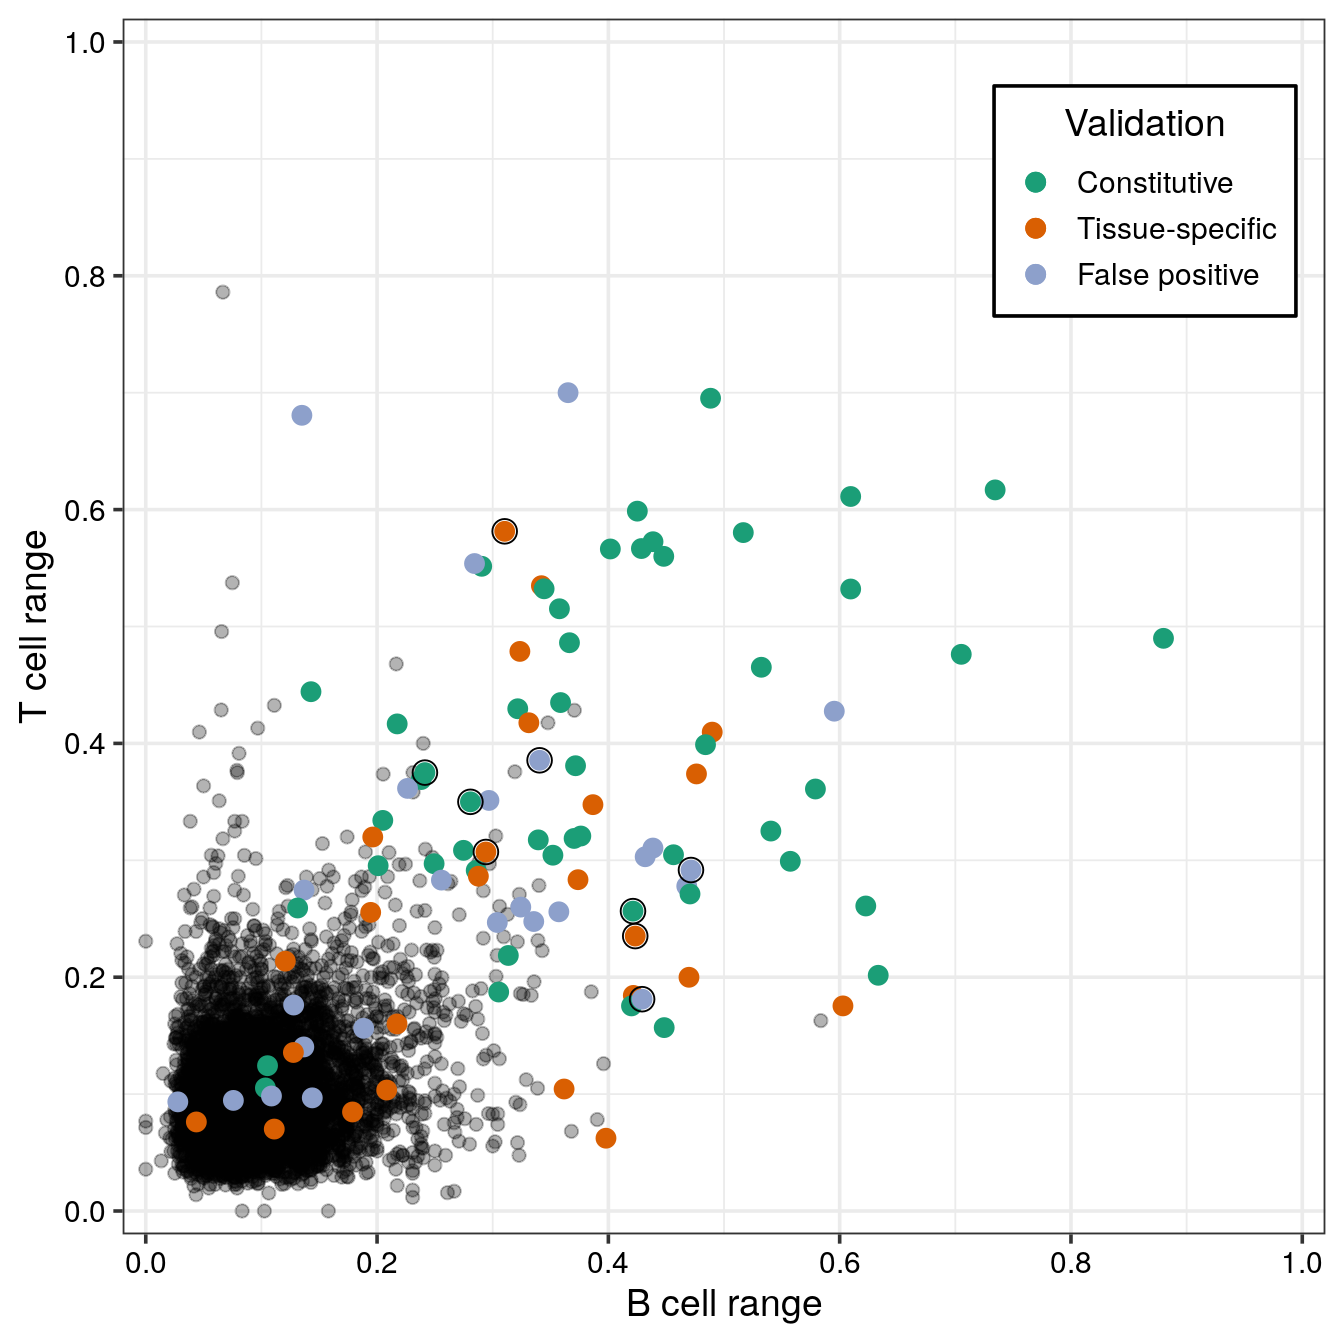 1.0
0.8
0.6
0.4
0.2
0.0
T cell range
Validation
Constitutive
Tissue-specific
False positive
0.0 0.2 0.4 0.6 0.8 1.0
B cell range